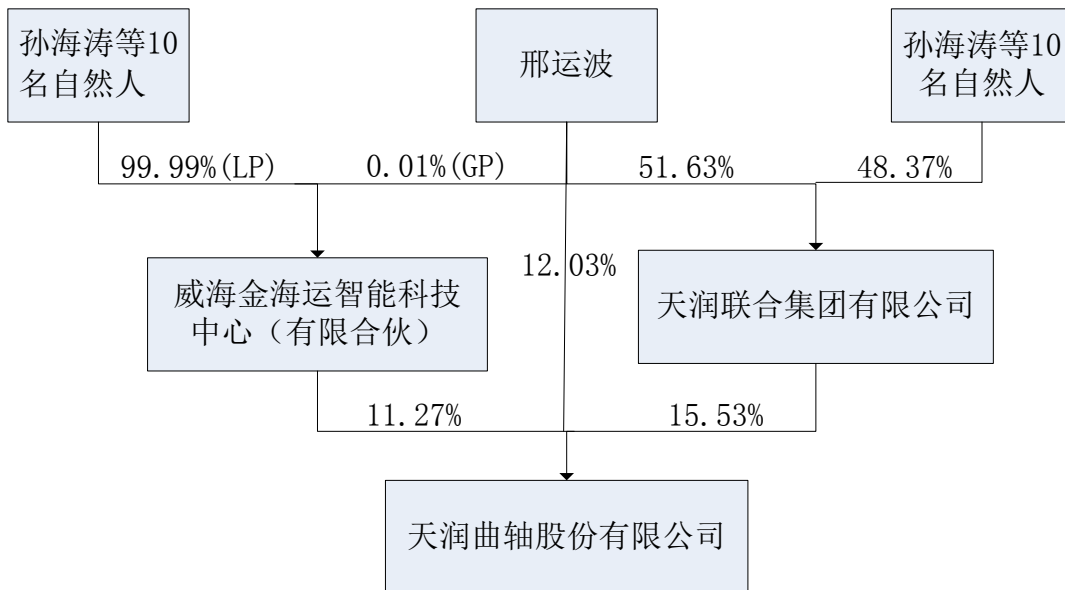 孙海涛等10
名自然人
邢运波
孙海涛等10
名自然人
99.99%(LP)
0.01%(GP)
51.63%
48.37%
威海金海运智能科技
中心（有限合伙）
12.03%
天润联合集团有限公司
11.27%
15.53%
天润曲轴股份有限公司